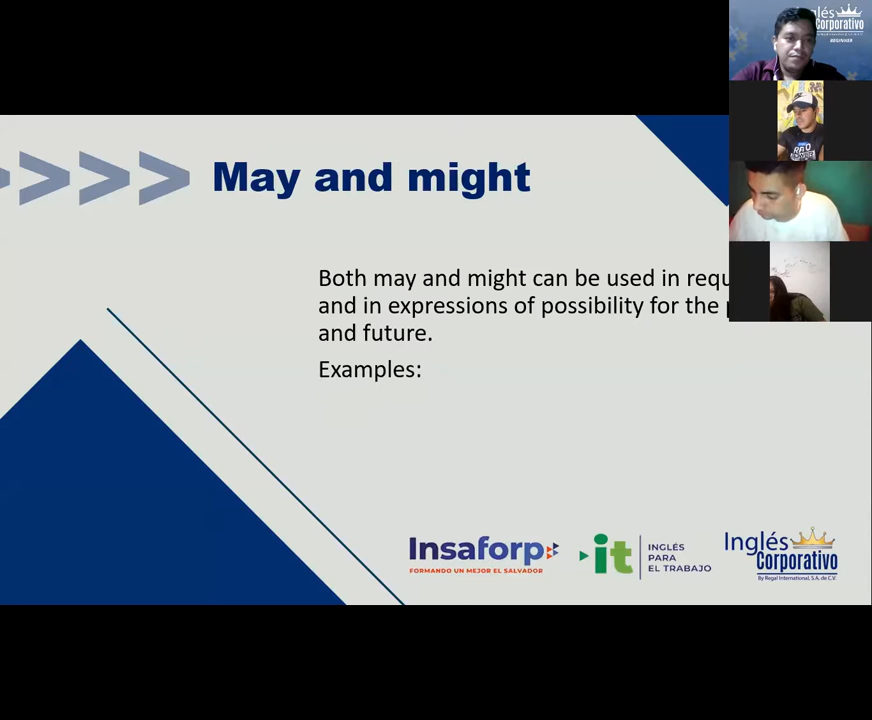 Inglés
Corporativo
BEGINNER
May and might
Both may and might can be used in requ
and in expressions of possibility for the
and future.
Examples:
Insaforp
FORMANDO UN MEJOR EL SALVADOR
it
INGLÉS
PARA
EL TRABAJO
Inglés
Corporativo
By Regal International, S.A. de C.V.